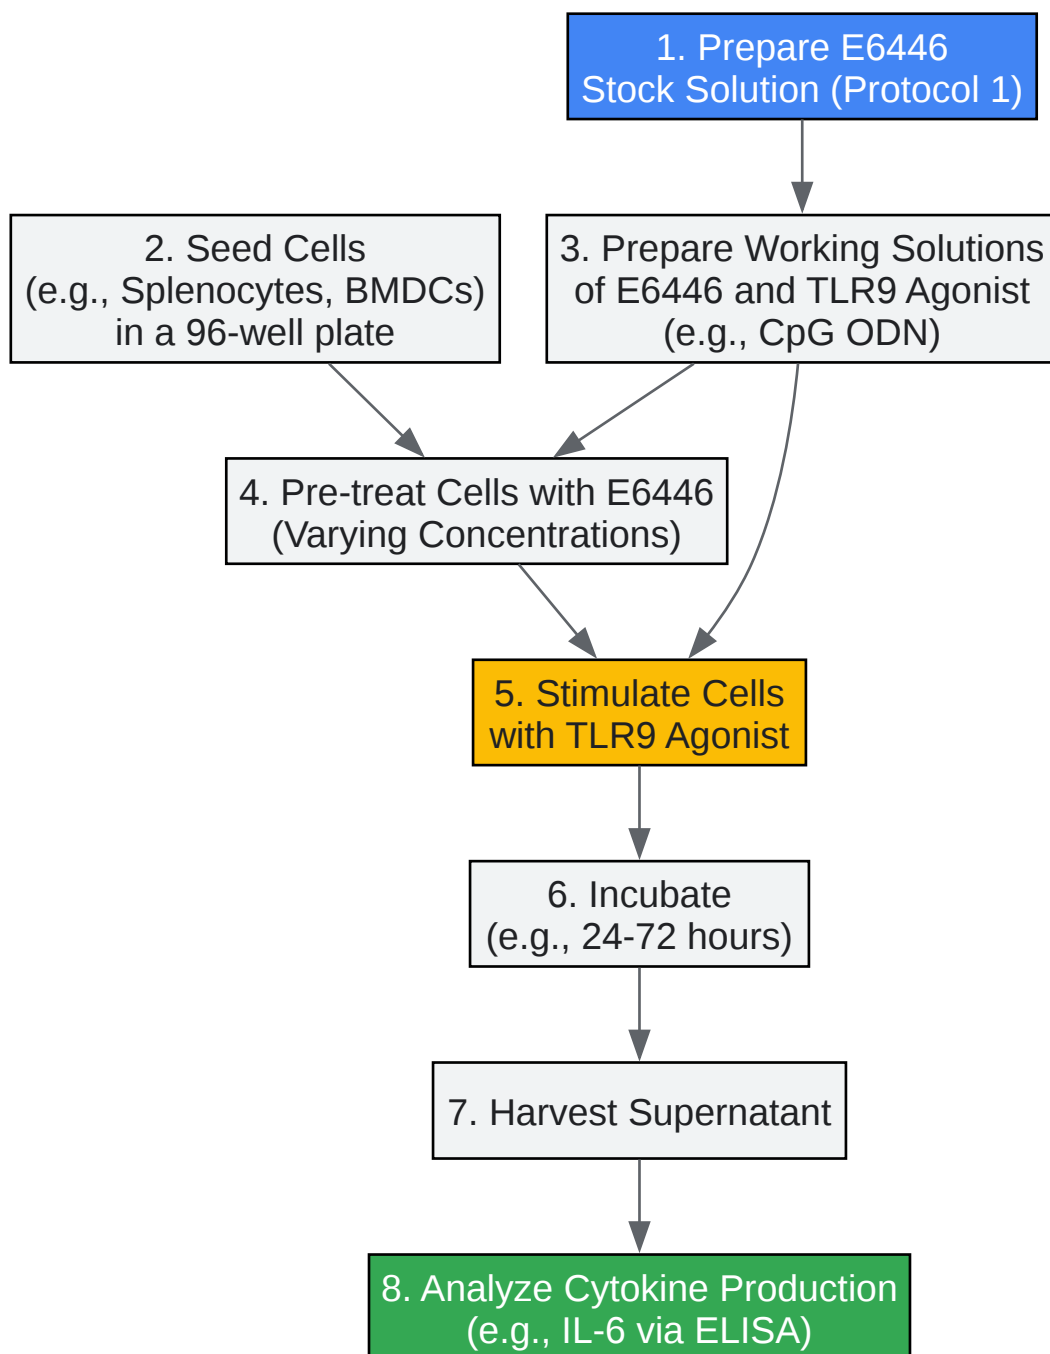 1. Prepare E6446
Stock Solution (Protocol 1)
2. Seed Cells
(e.g., Splenocytes, BMDCs)
in a 96-well plate
3. Prepare Working Solutions
of E6446 and TLR9 Agonist
(e.g., CpG ODN)
4. Pre-treat Cells with E6446
(Varying Concentrations)
5. Stimulate Cells
with TLR9 Agonist
6. Incubate
(e.g., 24-72 hours)
7. Harvest Supernatant
8. Analyze Cytokine Production
(e.g., IL-6 via ELISA)